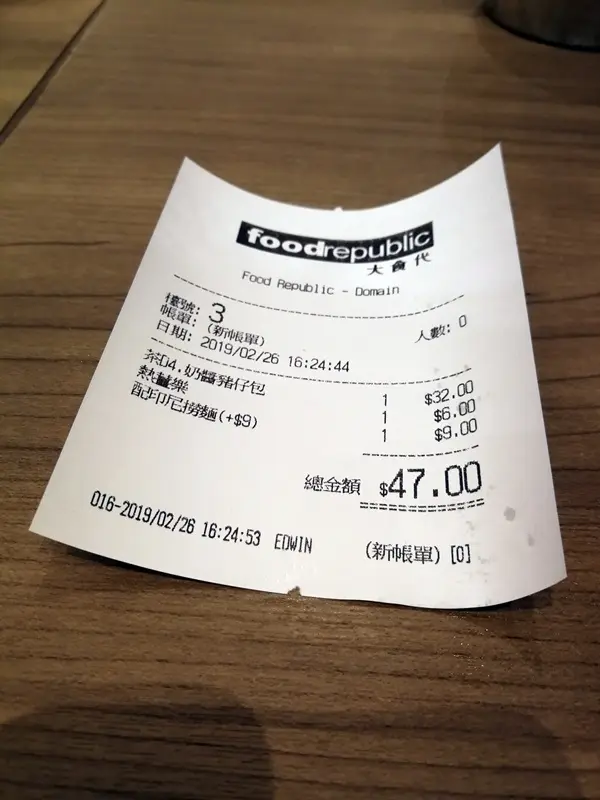 foodrepublic
大食代
Food Republic - Domain
檯號: 3 人數: 0
帳單: (新帳單)
日期: 2019/02/26 16:24:44
茶04.奶醬豬仔包 1 $32.00
熱鹹樂 1 $6.00
配印尼撈麵(+$9) 1 $9.00
總金額 $47.00
016-2019/02/26 16:24:53 EDWIN (新帳單)[0]